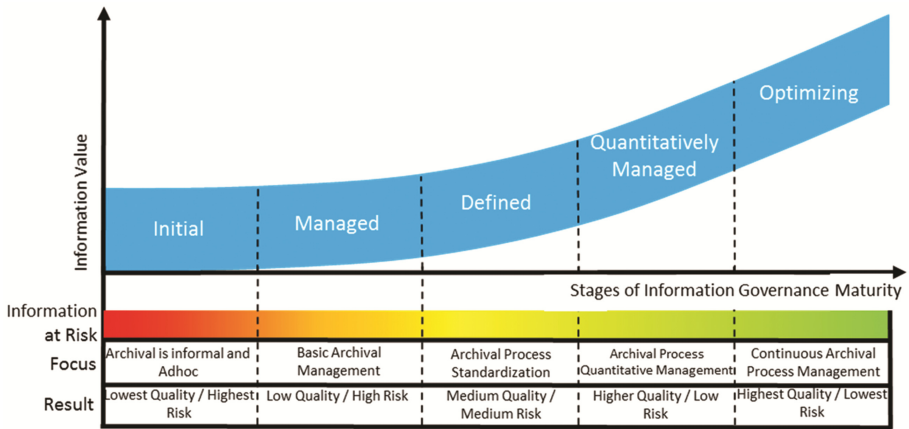 Information Value
Initial
Managed
Defined
Quantitatively
Managed
Optimizing
Stages of Information Governance Maturity
Information
at Risk
Focus
Archival is informal and
Adhoc
Basic Archival
Management
Archival Process
Standardization
Archival Process
Quantitative Management
Continuous Archival
Process Management
Result
Lowest Quality / Highest
Risk
Low Quality / High Risk
Medium Quality /
Medium Risk
Higher Quality / Low
Risk
Highest Quality / Lowest
Risk